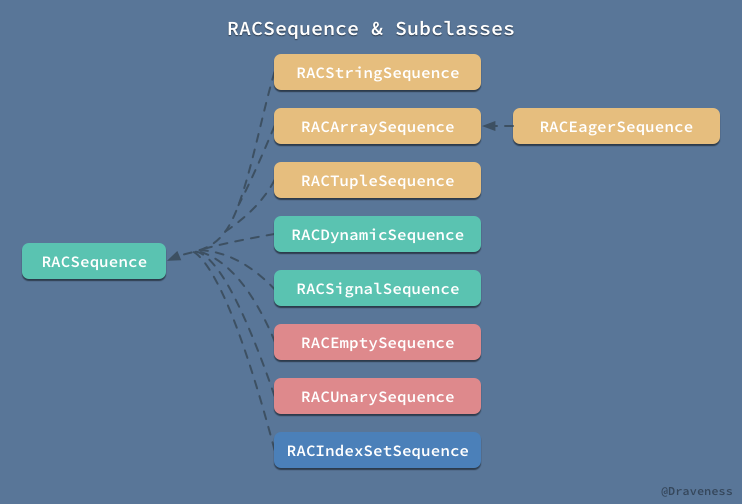 RACSequence & Subclasses
RACStringSequence
RACArraySequence
RACEagerSequence
RACTupleSequence
RACDynamicSequence
RACSequence
RACSignalSequence
RACEmptySequence
RACUnarySequence
RACIndexSetSequence
@Draveness